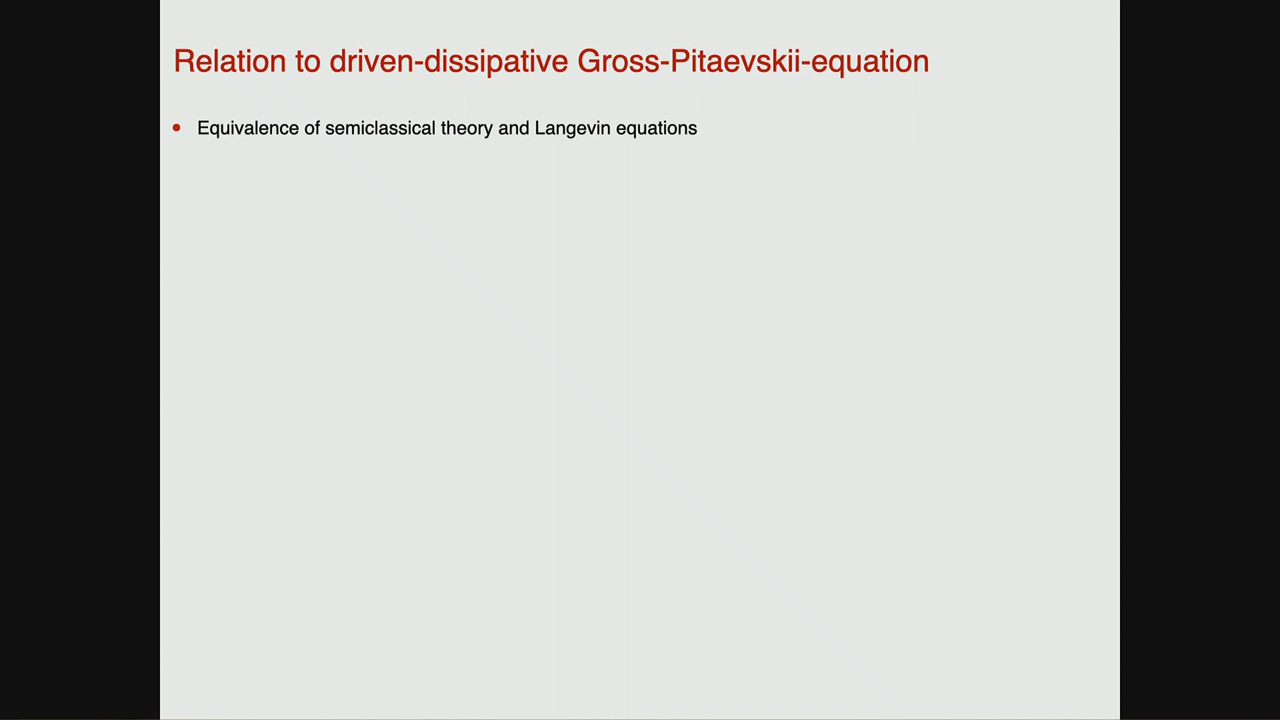 Relation to driven-dissipative Gross-Pitaevskii-equation
• Equivalence of semiclassical theory and Langevin equations